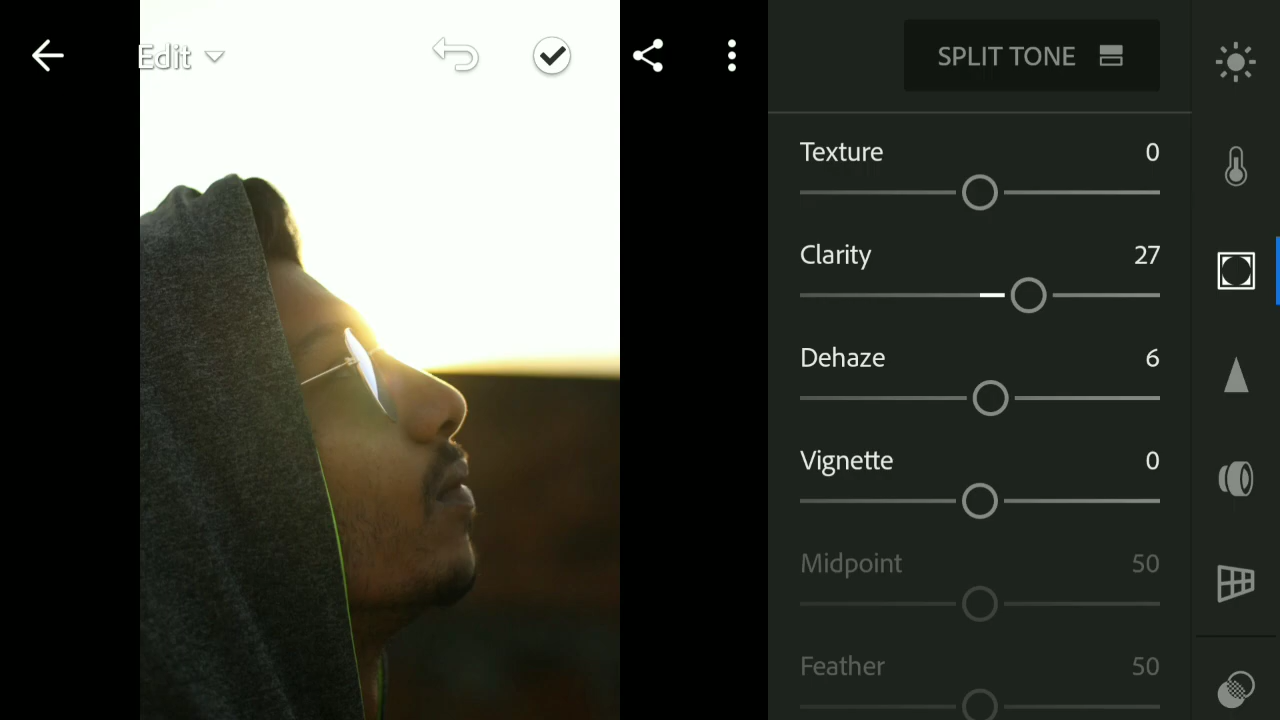 Edit
SPLIT TONE
Texture 0
Clarity 27
Dehaze 6
Vignette 0
Midpoint 50
Feather 50